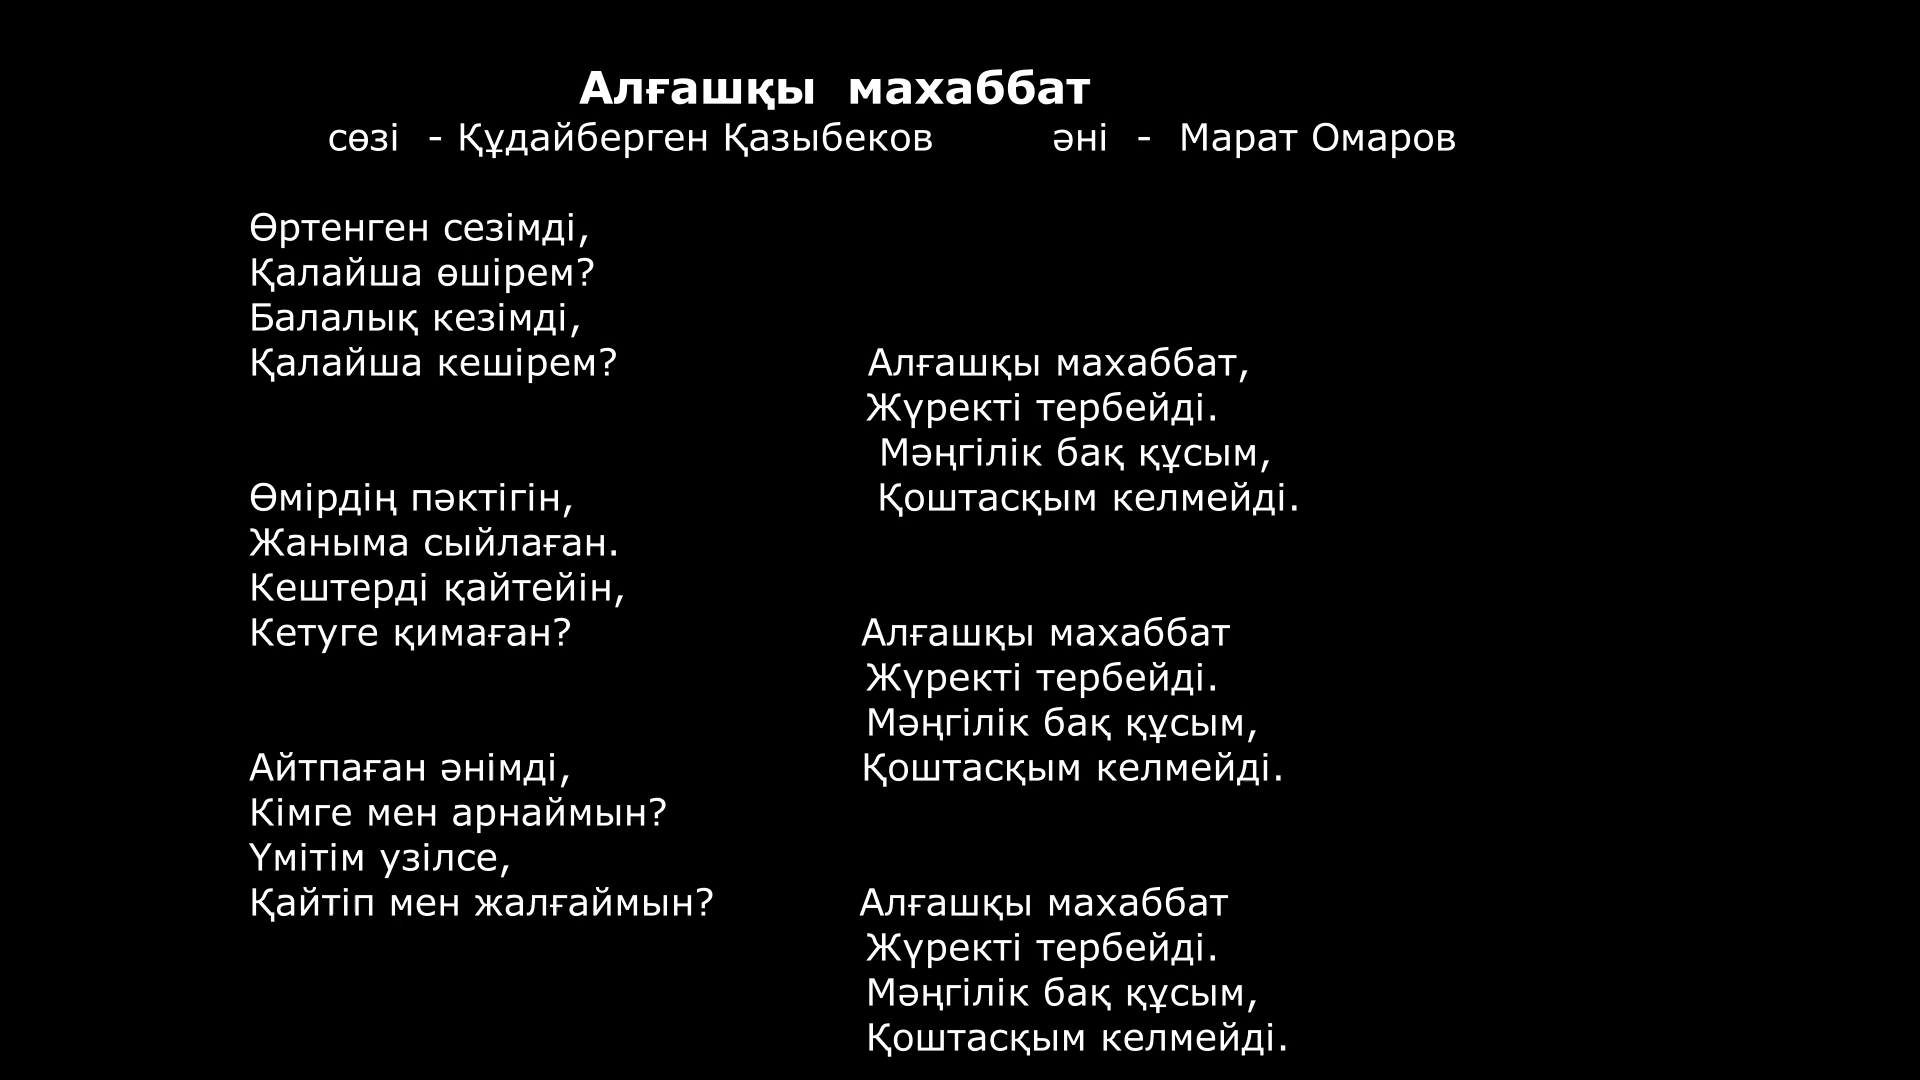 Алғашқы махаббат
сөзі - Құдайберген Қазыбеков әні - Марат Омаров
Өртенген сезімді,
Қалайша өшірем?
Балалық кезімді,
Қалайша кешірем?
Алғашқы махаббат,
Жүректі тербейді.
Мәңгілік бақ құсым,
Қоштасқым келмейді.
Өмірдің пәктігін,
Жаныма сыйлаған.
Кештерді қайтейін,
Кетуге қимаған?
Алғашқы махаббат
Жүректі тербейді.
Мәңгілік бақ құсым,
Қоштасқым келмейді.
Айтпаған әнімді,
Кімге мен арнаймын?
Үмітім узілсе,
Қайтіп мен жалғаймын?
Алғашқы махаббат
Жүректі тербейді.
Мәңгілік бақ құсым,
Қоштасқым келмейді.